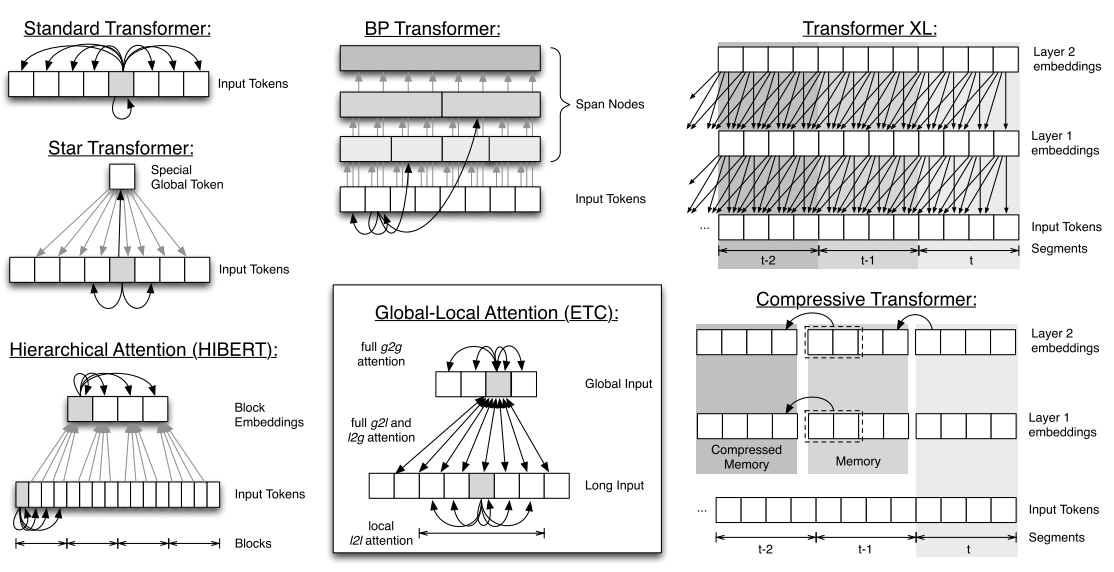 Standard Transformer:
Input Tokens
Star Transformer:
Special
Global Token
Input Tokens
Hierarchical Attention (HIBERT):
Block
Embeddings
Input Tokens
Blocks
BP Transformer:
Span Nodes
Input Tokens
Global-Local Attention (ETC):
full g2g
attention
Global Input
full g2l and
l2g attention
Long Input
local
l2l attention
Transformer XL:
Layer 2
embeddings
Layer 1
embeddings
... Input Tokens
Segments
t-2 t-1 t
Compressive Transformer:
Layer 2
embeddings
Layer 1
embeddings
Compressed
Memory
Memory
... Input Tokens
Segments
t-2 t-1 t